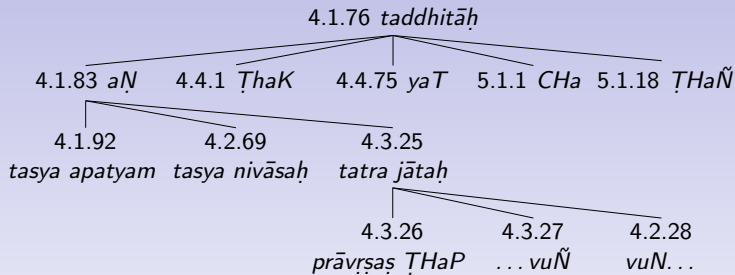 4.1.76 taddhitāḥ
4.1.83 aṆ 4.4.1 ṬhaK 4.4.75 yaT 5.1.1 CHa 5.1.18 ṬHaÑ
4.1.92 4.2.69 4.3.25
tasya apatyam tasya nivāsaḥ tatra jātaḥ
4.3.26 4.3.27 4.2.28
prāvṛṣas ṬHaP ...vuÑ vuN...